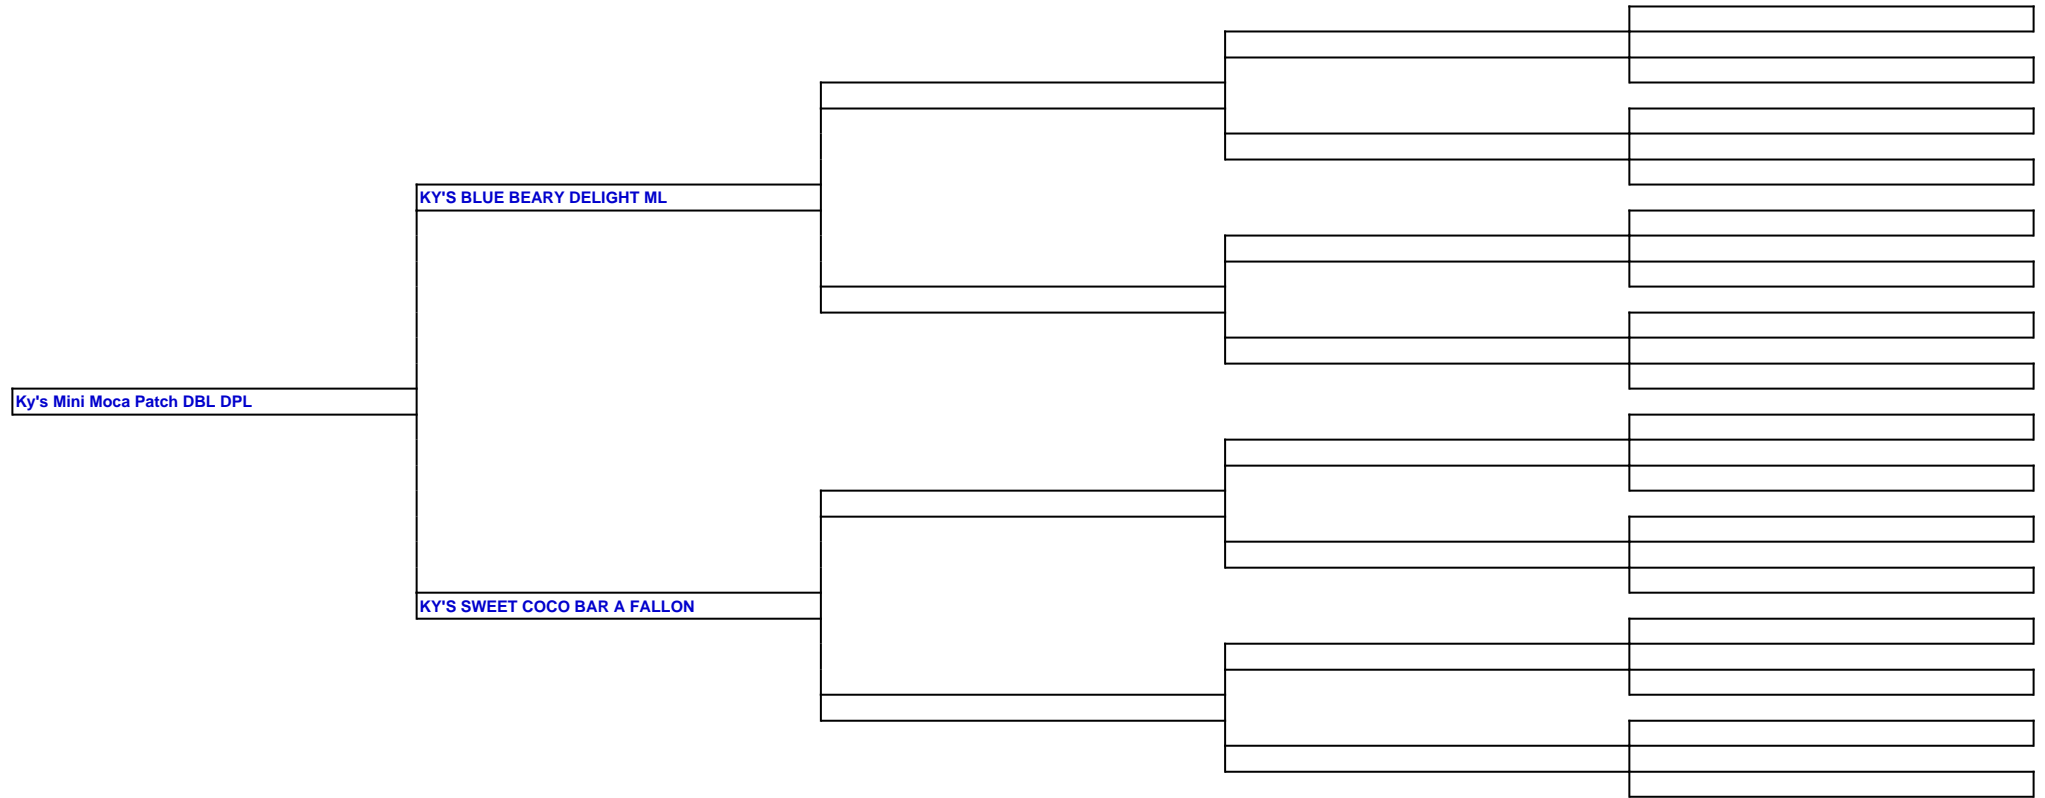 KY'S BLUE BEARY DELIGHT ML
Ky's Mini Moca Patch DBL DPL
KY'S SWEET COCO BAR A FALLON